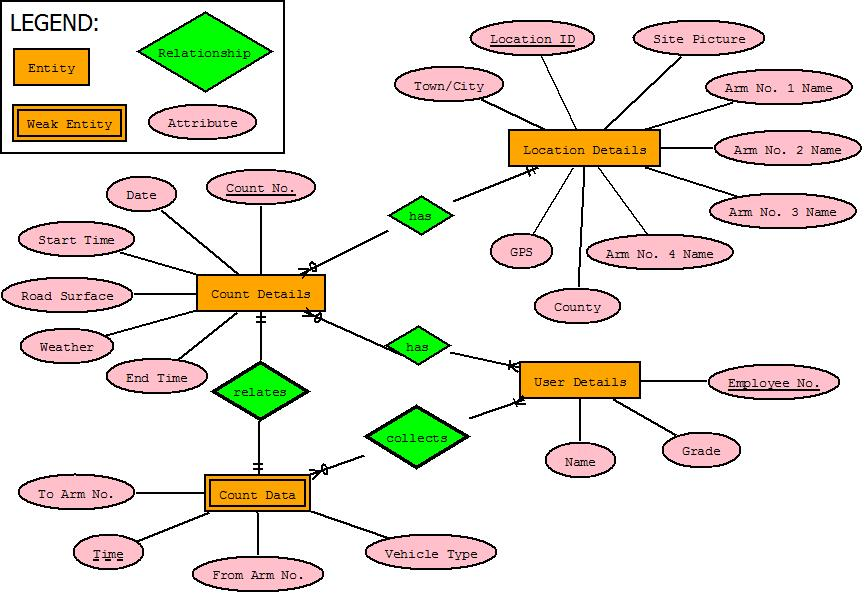 LEGEND:
Relationship
Entity
Weak Entity
Attribute
Location ID
Site Picture
Town/City
Arm No. 1 Name
Location Details
Arm No. 2 Name
Arm No. 3 Name
GPS
Arm No. 4 Name
County
has
Date
Count No.
Start Time
Road Surface
Count Details
Weather
End Time
has
relates
User Details
Employee No.
collects
Name
Grade
To Arm No.
Count Data
Time
From Arm No.
Vehicle Type